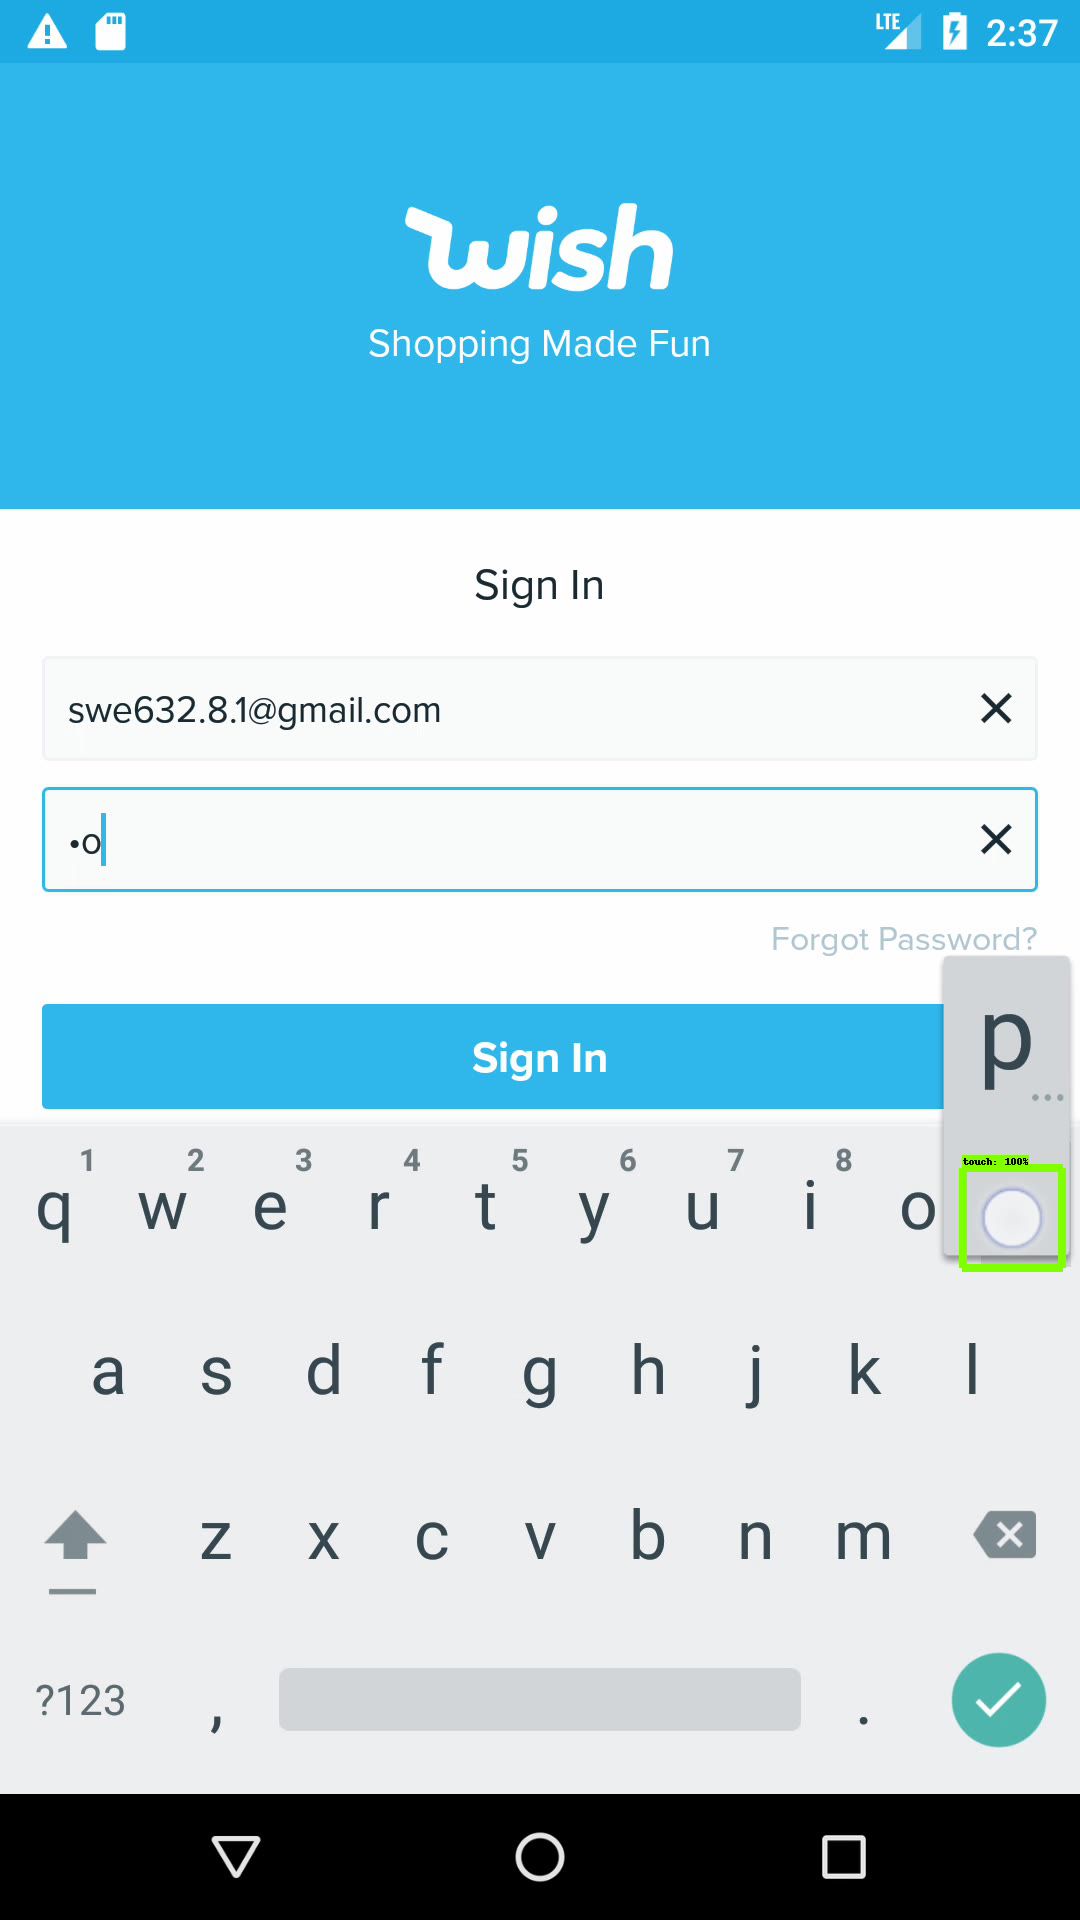 LTE 2:37
wish
Shopping Made Fun
Sign In
swe632.8.1@gmail.com
•o
Forgot Password?
Sign In
p
...
touch: 100%
1 2 3 4 5 6 7 8
q w e r t y u i o
a s d f g h j k l
z x c v b n m
?123 , .